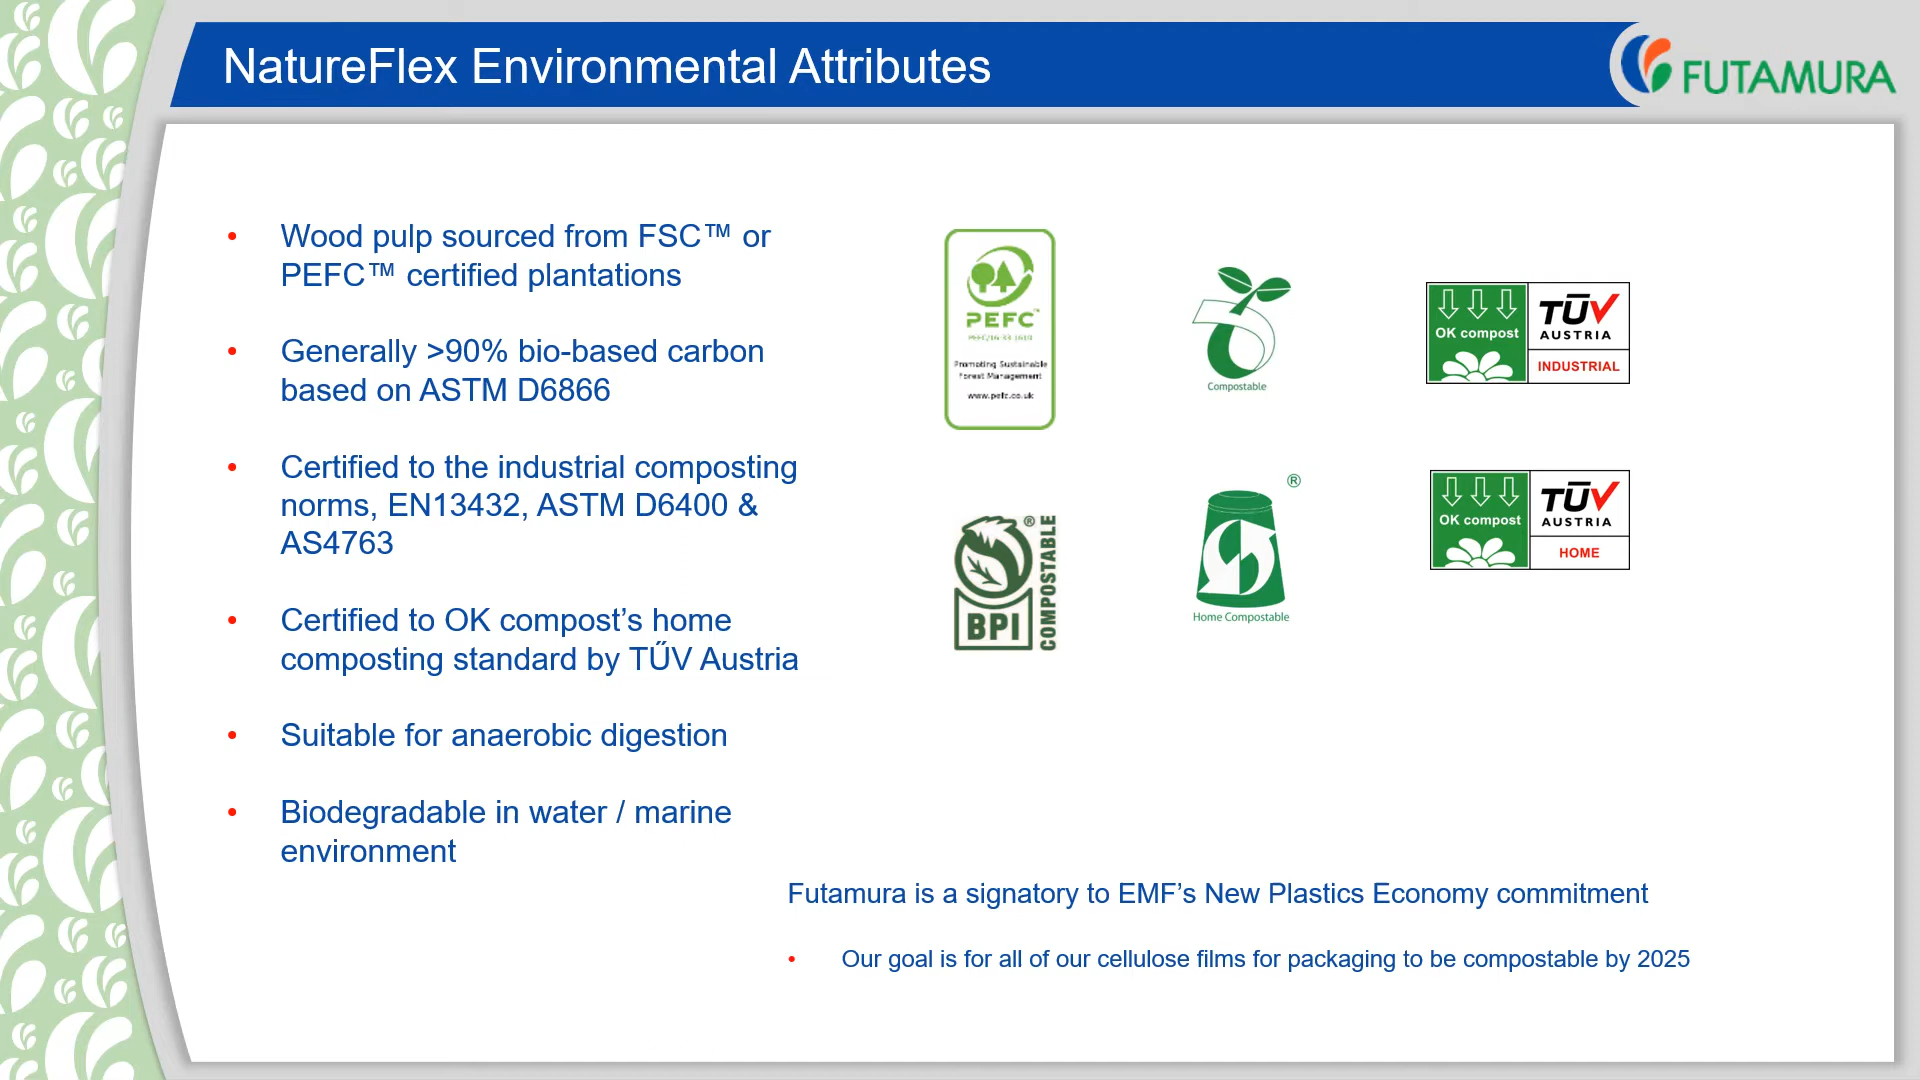 NatureFlex Environmental Attributes
FUTAMURA
• Wood pulp sourced from FSC™ or
PEFC™ certified plantations
• Generally >90% bio-based carbon
based on ASTM D6866
• Certified to the industrial composting
norms, EN13432, ASTM D6400 &
AS4763
• Certified to OK compost’s home
composting standard by TŰV Austria
• Suitable for anaerobic digestion
• Biodegradable in water / marine
environment
PEFC™
PEFC/16-33-1619
Promoting Sustainable
Forest Management
www.pefc.co.uk
Compostable
OK compost
TÜV
AUSTRIA
INDUSTRIAL
®
BPI
COMPOSTABLE
®
Home Compostable
OK compost
TÜV
AUSTRIA
HOME
Futamura is a signatory to EMF’s New Plastics Economy commitment
• Our goal is for all of our cellulose films for packaging to be compostable by 2025